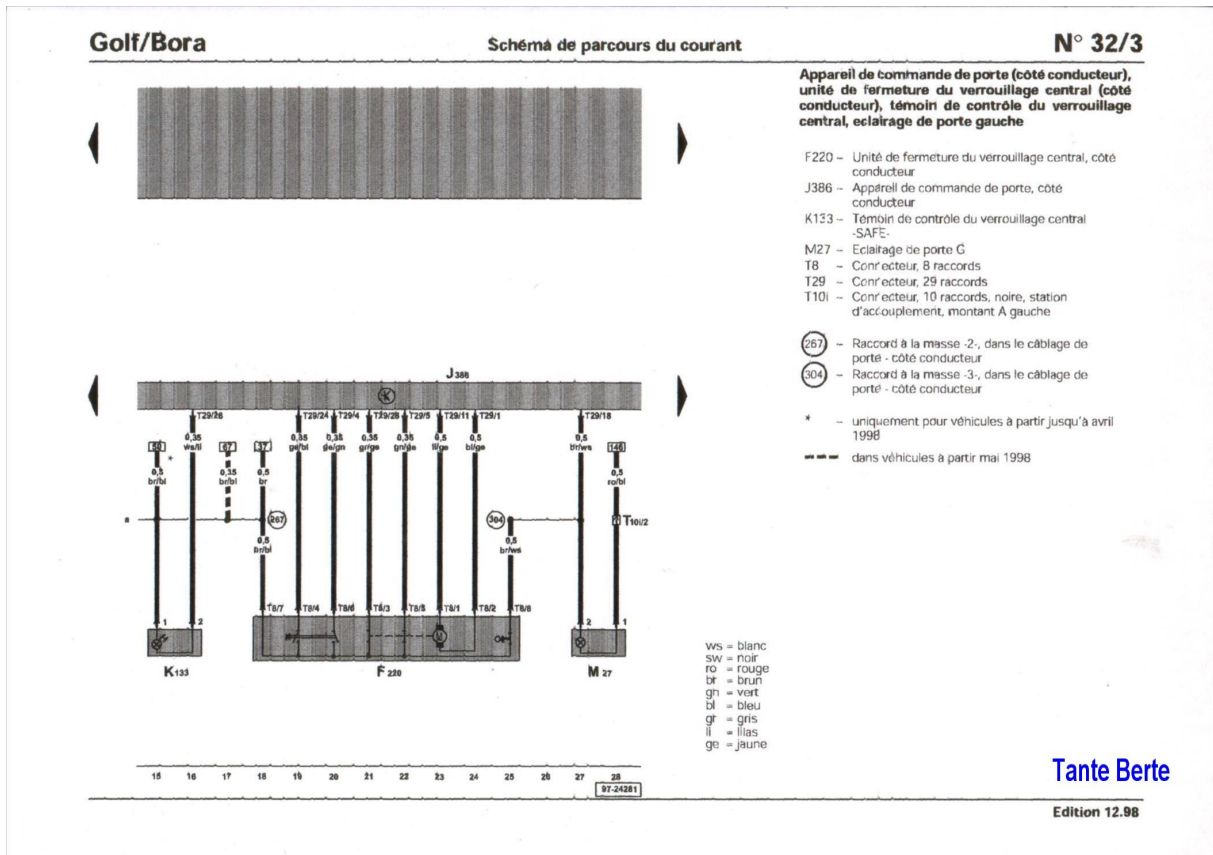 Golf/Bora
Schéma de parcours du courant
N° 32/3
Appareil de commande de porte (côté conducteur),
unité de fermeture du verrouillage central (côté
conducteur), témoin de contrôle du verrouillage
central, eclairage de porte gauche
F220 – Unité de fermeture du verrouillage central, côté
conducteur
J386 – Appareil de commande de porte, côté
conducteur
K133 – Témoin de contrôle du verrouillage central
-SAFE-
M27 – Eclairage de porte G
T8 – Connecteur, 8 raccords
T29 – Connecteur, 29 raccords
T10i – Connecteur, 10 raccords, noire, station
d'accouplement, montant A gauche
267 – Raccord à la masse -2-, dans le câblage de
porte - côté conducteur
304 – Raccord à la masse -3-, dans le câblage de
porte - côté conducteur
* – uniquement pour véhicules à partir jusqu'à avril
1998
dans véhicules à partir mai 1998
J386
K
T29/26 T29/24 T29/4 T29/28 T29/5 T29/11 T29/1 T29/18
0,35 0,35 0,35 0,35 0,35 0,5 0,5 0,5
ws/li ge/bl ge/gn gr/ge gn/ge li/ge bl/ge br/ws
59 * 67 37 146
0,5 0,35 0,5 0,5
br/bl br/bl br ro/bl
a 267 304 T10i/2
0,5 0,5
br/bl br/ws
1 2 T8/7 T8/4 T8/6 T8/3 T8/5 T8/1 T8/2 T8/8 2 1
M
K133 F220 M27
ws = blanc
sw = noir
ro = rouge
br = brun
gn = vert
bl = bleu
gr = gris
li = lilas
ge = jaune
15 16 17 18 19 20 21 22 23 24 25 26 27 28
97-24281
Tante Berte
Edition 12.98